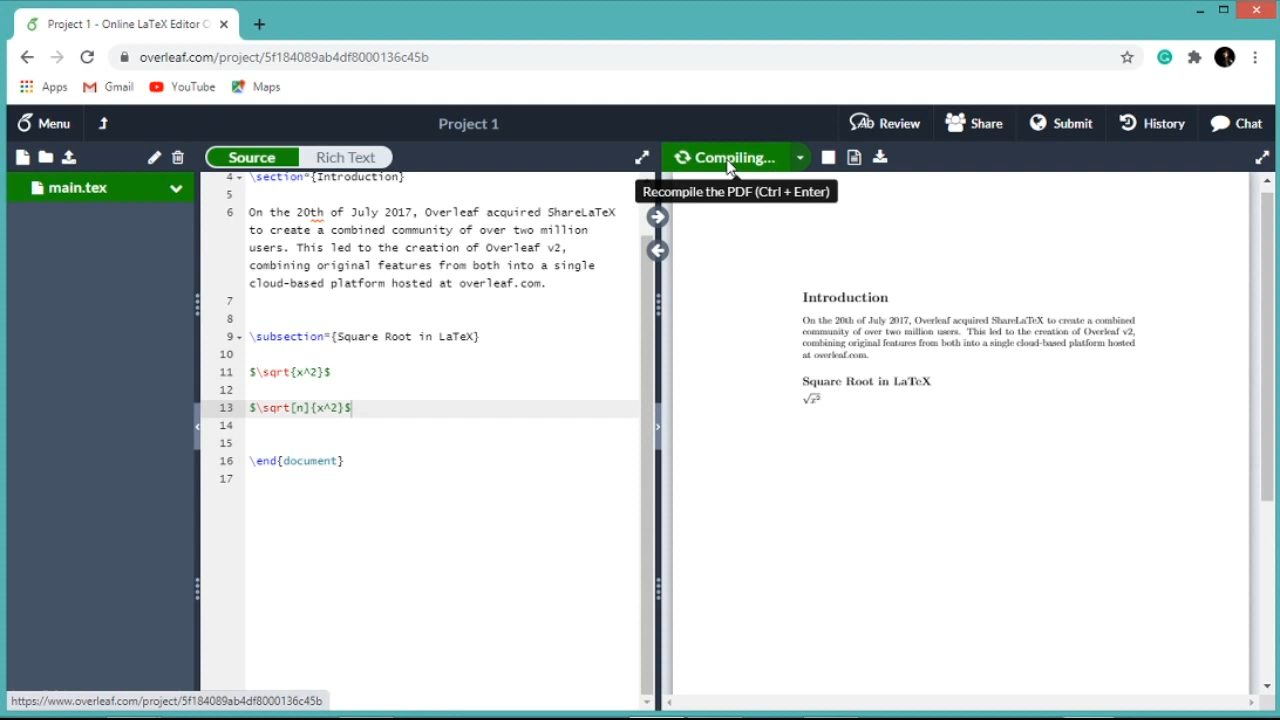 Project 1 - Online LaTeX Editor
overleaf.com/project/5f184089ab4df8000136c45b
Apps Gmail YouTube Maps
Menu Project 1 Review Share Submit History Chat
Source Rich Text Compiling...
main.tex
Recompile the PDF (Ctrl + Enter)
4 \section*{Introduction}
5
6 On the 20th of July 2017, Overleaf acquired ShareLaTeX
to create a combined community of over two million
users. This led to the creation of Overleaf v2,
combining original features from both into a single
cloud-based platform hosted at overleaf.com.
7
8
9 \subsection*{Square Root in LaTeX}
10
11 $\sqrt{x^2}$
12
13 $\sqrt[n]{x^2}$
14
15
16 \end{document}
17
Introduction
On the 20th of July 2017, Overleaf acquired ShareLaTeX to create a combined
community of over two million users. This led to the creation of Overleaf v2,
combining original features from both into a single cloud-based platform hosted
at overleaf.com.
Square Root in LaTeX
√x²
https://www.overleaf.com/project/5f184089ab4df8000136c45b